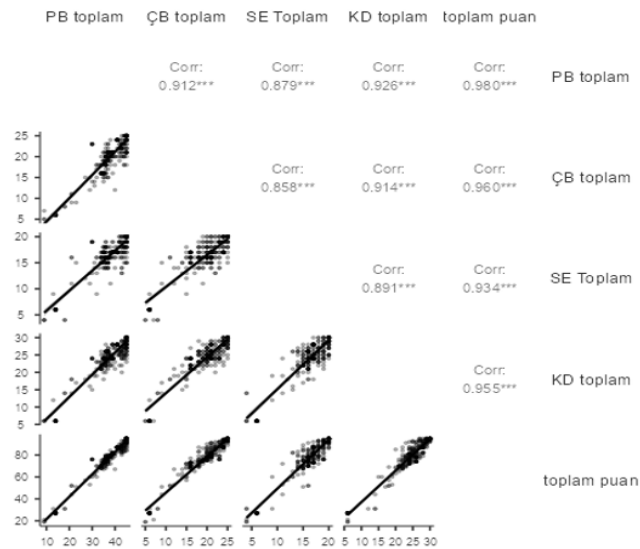 PB toplam ÇB toplam SE Toplam KD toplam toplam puan
Corr: Corr: Corr: Corr:
0.912*** 0.879*** 0.926*** 0.980***
PB toplam
25
20
15
10
5
Corr: Corr: Corr:
0.858*** 0.914*** 0.960***
ÇB toplam
20
15
10
5
Corr: Corr:
0.891*** 0.934***
SE Toplam
30
25
20
15
10
5
Corr:
0.955***
KD toplam
80
60
40
20
toplam puan
10 20 30 40 5 10 15 20 25 5 10 15 20 5 10 15 20 25 30